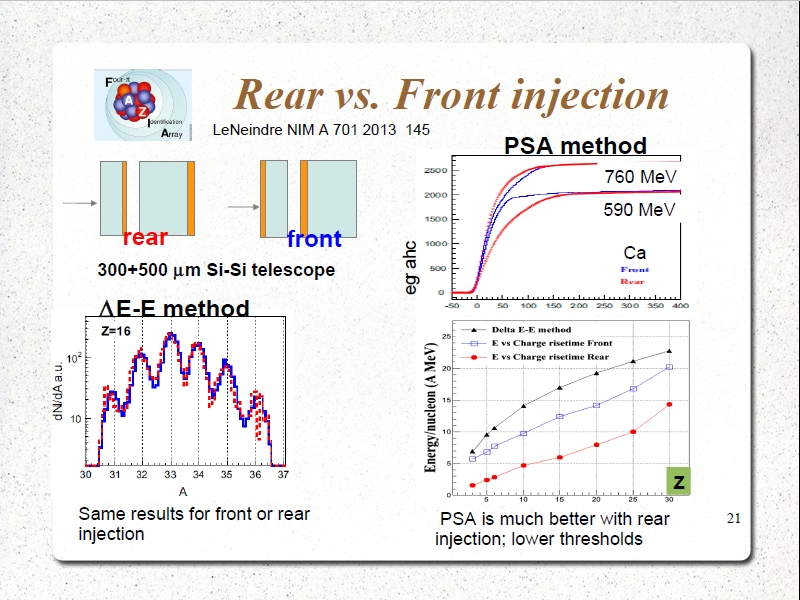 Four-π
A
Z
Identification
Array
Rear vs. Front injection
LeNeindre NIM A 701 2013 145
rear
front
300+500 μm Si-Si telescope
ΔE-E method
Z=16
dN/dA a.u.
10²
10
30 31 32 33 34 35 36 37
A
Same results for front or rear
injection
PSA method
2500
2000
1500
1000
500
0
760 MeV
590 MeV
Ca
Front
Rear
-50 0 50 100 150 200 250 300 350 400
25
20
15
10
5
0
Energy/nucleon (A MeV)
Delta E-E method
E vs Charge risetime Front
E vs Charge risetime Rear
5 10 15 20 25 30
Z
PSA is much better with rear
injection; lower thresholds
21